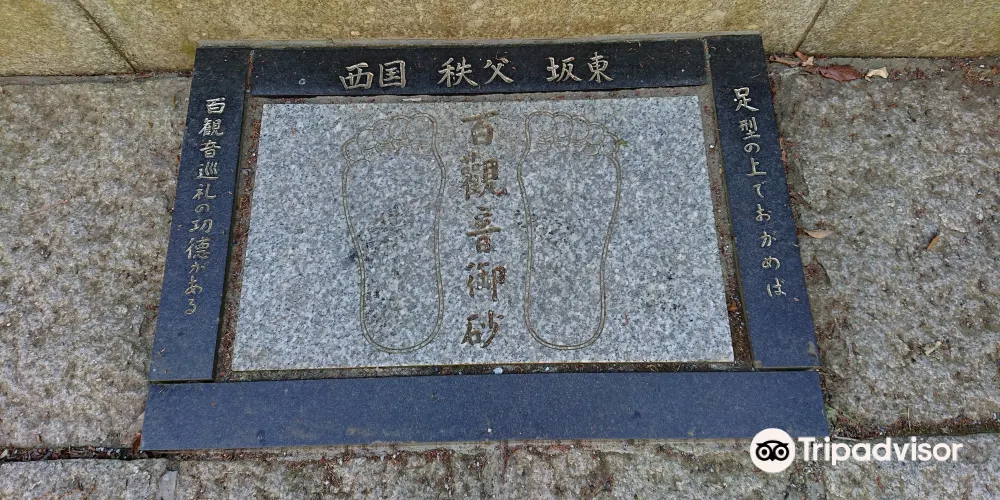 西国 秩父 坂東
足型の上でおがめば
百観音御砂
百観音巡礼の功徳がある
Tripadvisor